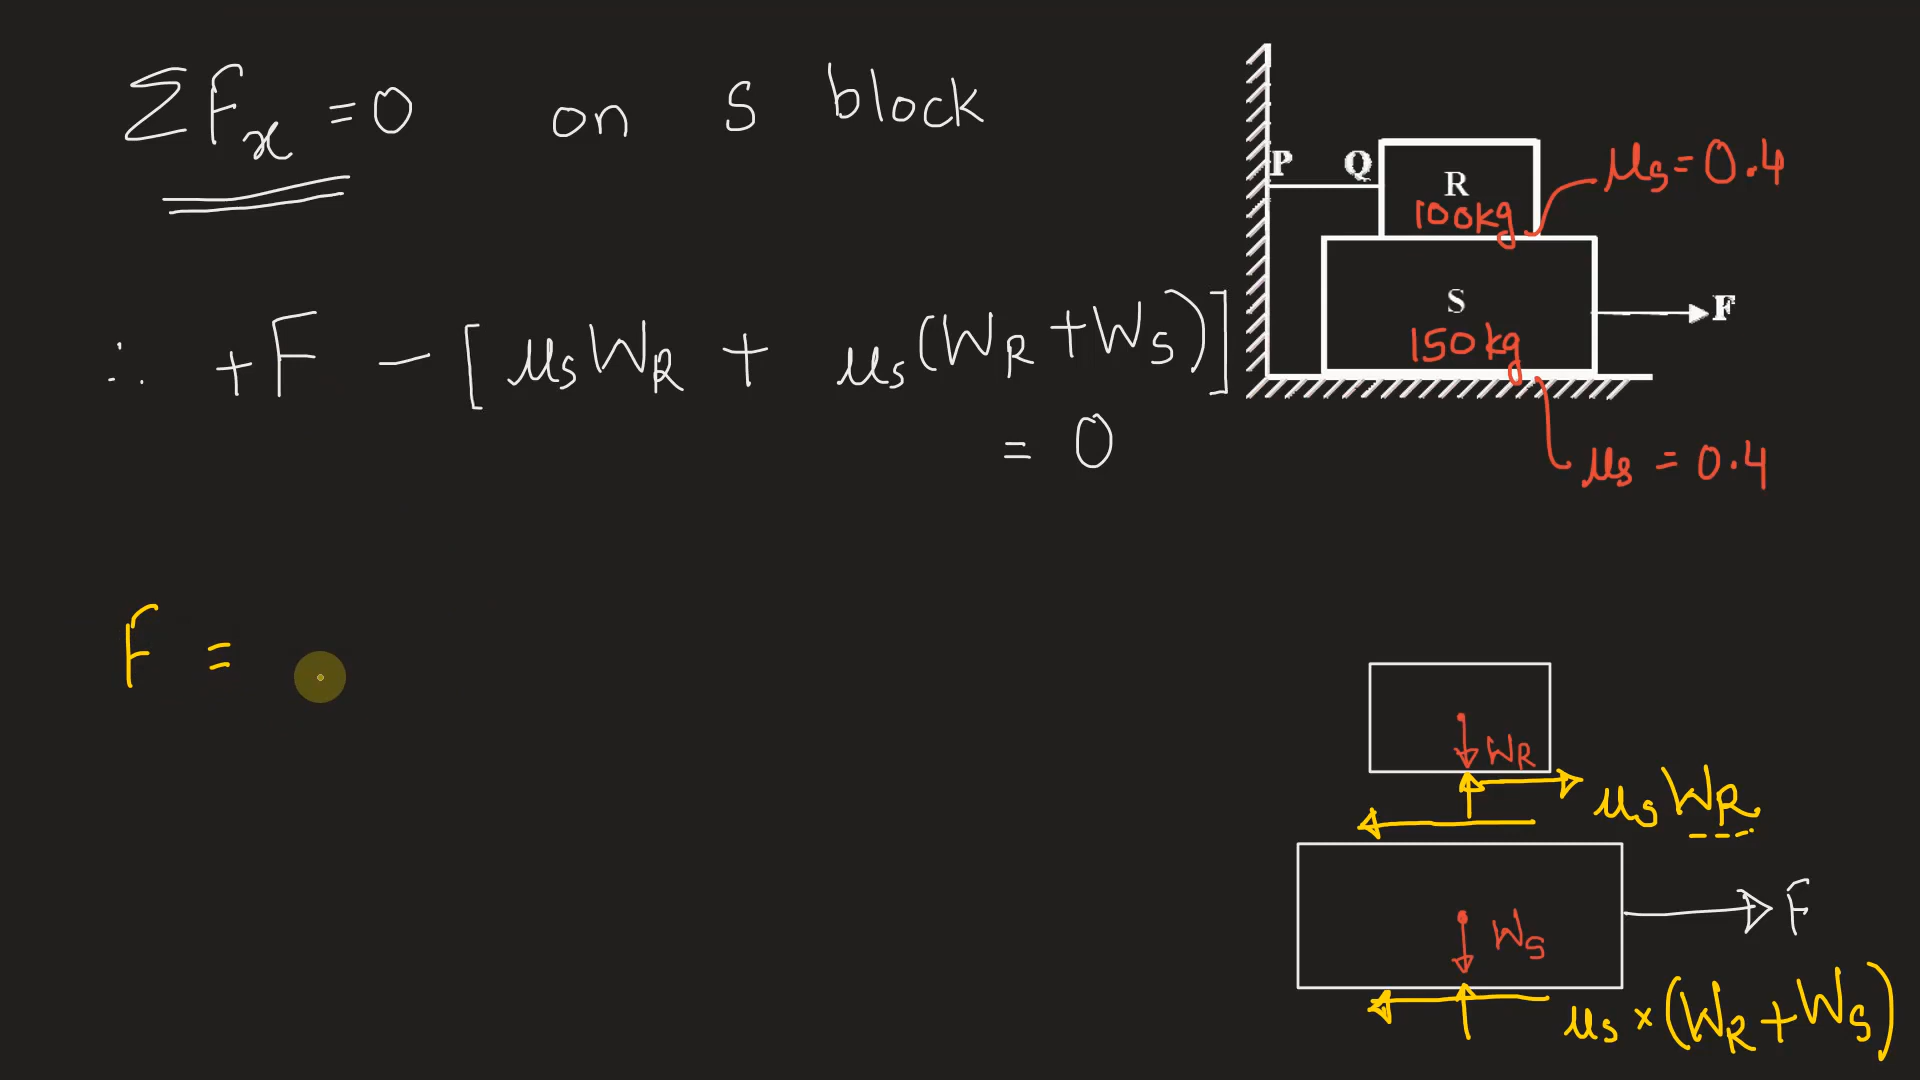 ΣFx = 0 on S block
∴ +F - [μsWR + μs(WR + WS)]
= 0
F =
P Q R
100kg
μs = 0.4
S
150kg
F
μs = 0.4
WR
μsWR
WS
F
μs × (WR + WS)